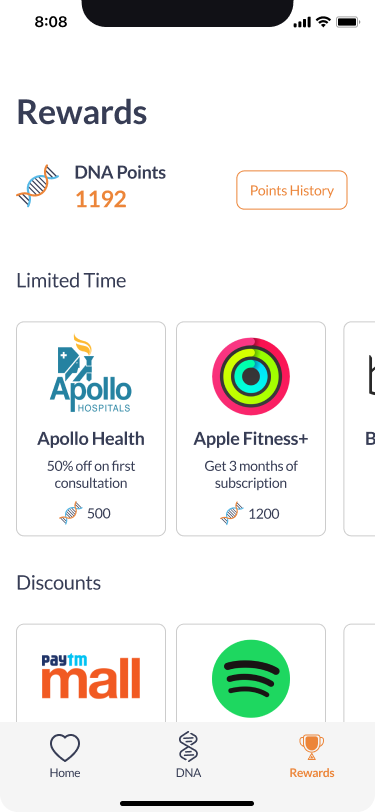 8:08
Rewards
DNA Points
1192
Points History
Limited Time
Apollo
HOSPITALS
Apollo Health
50% off on first
consultation
500
Apple Fitness+
Get 3 months of
subscription
1200
B
Discounts
paytm
mall
Home
DNA
Rewards